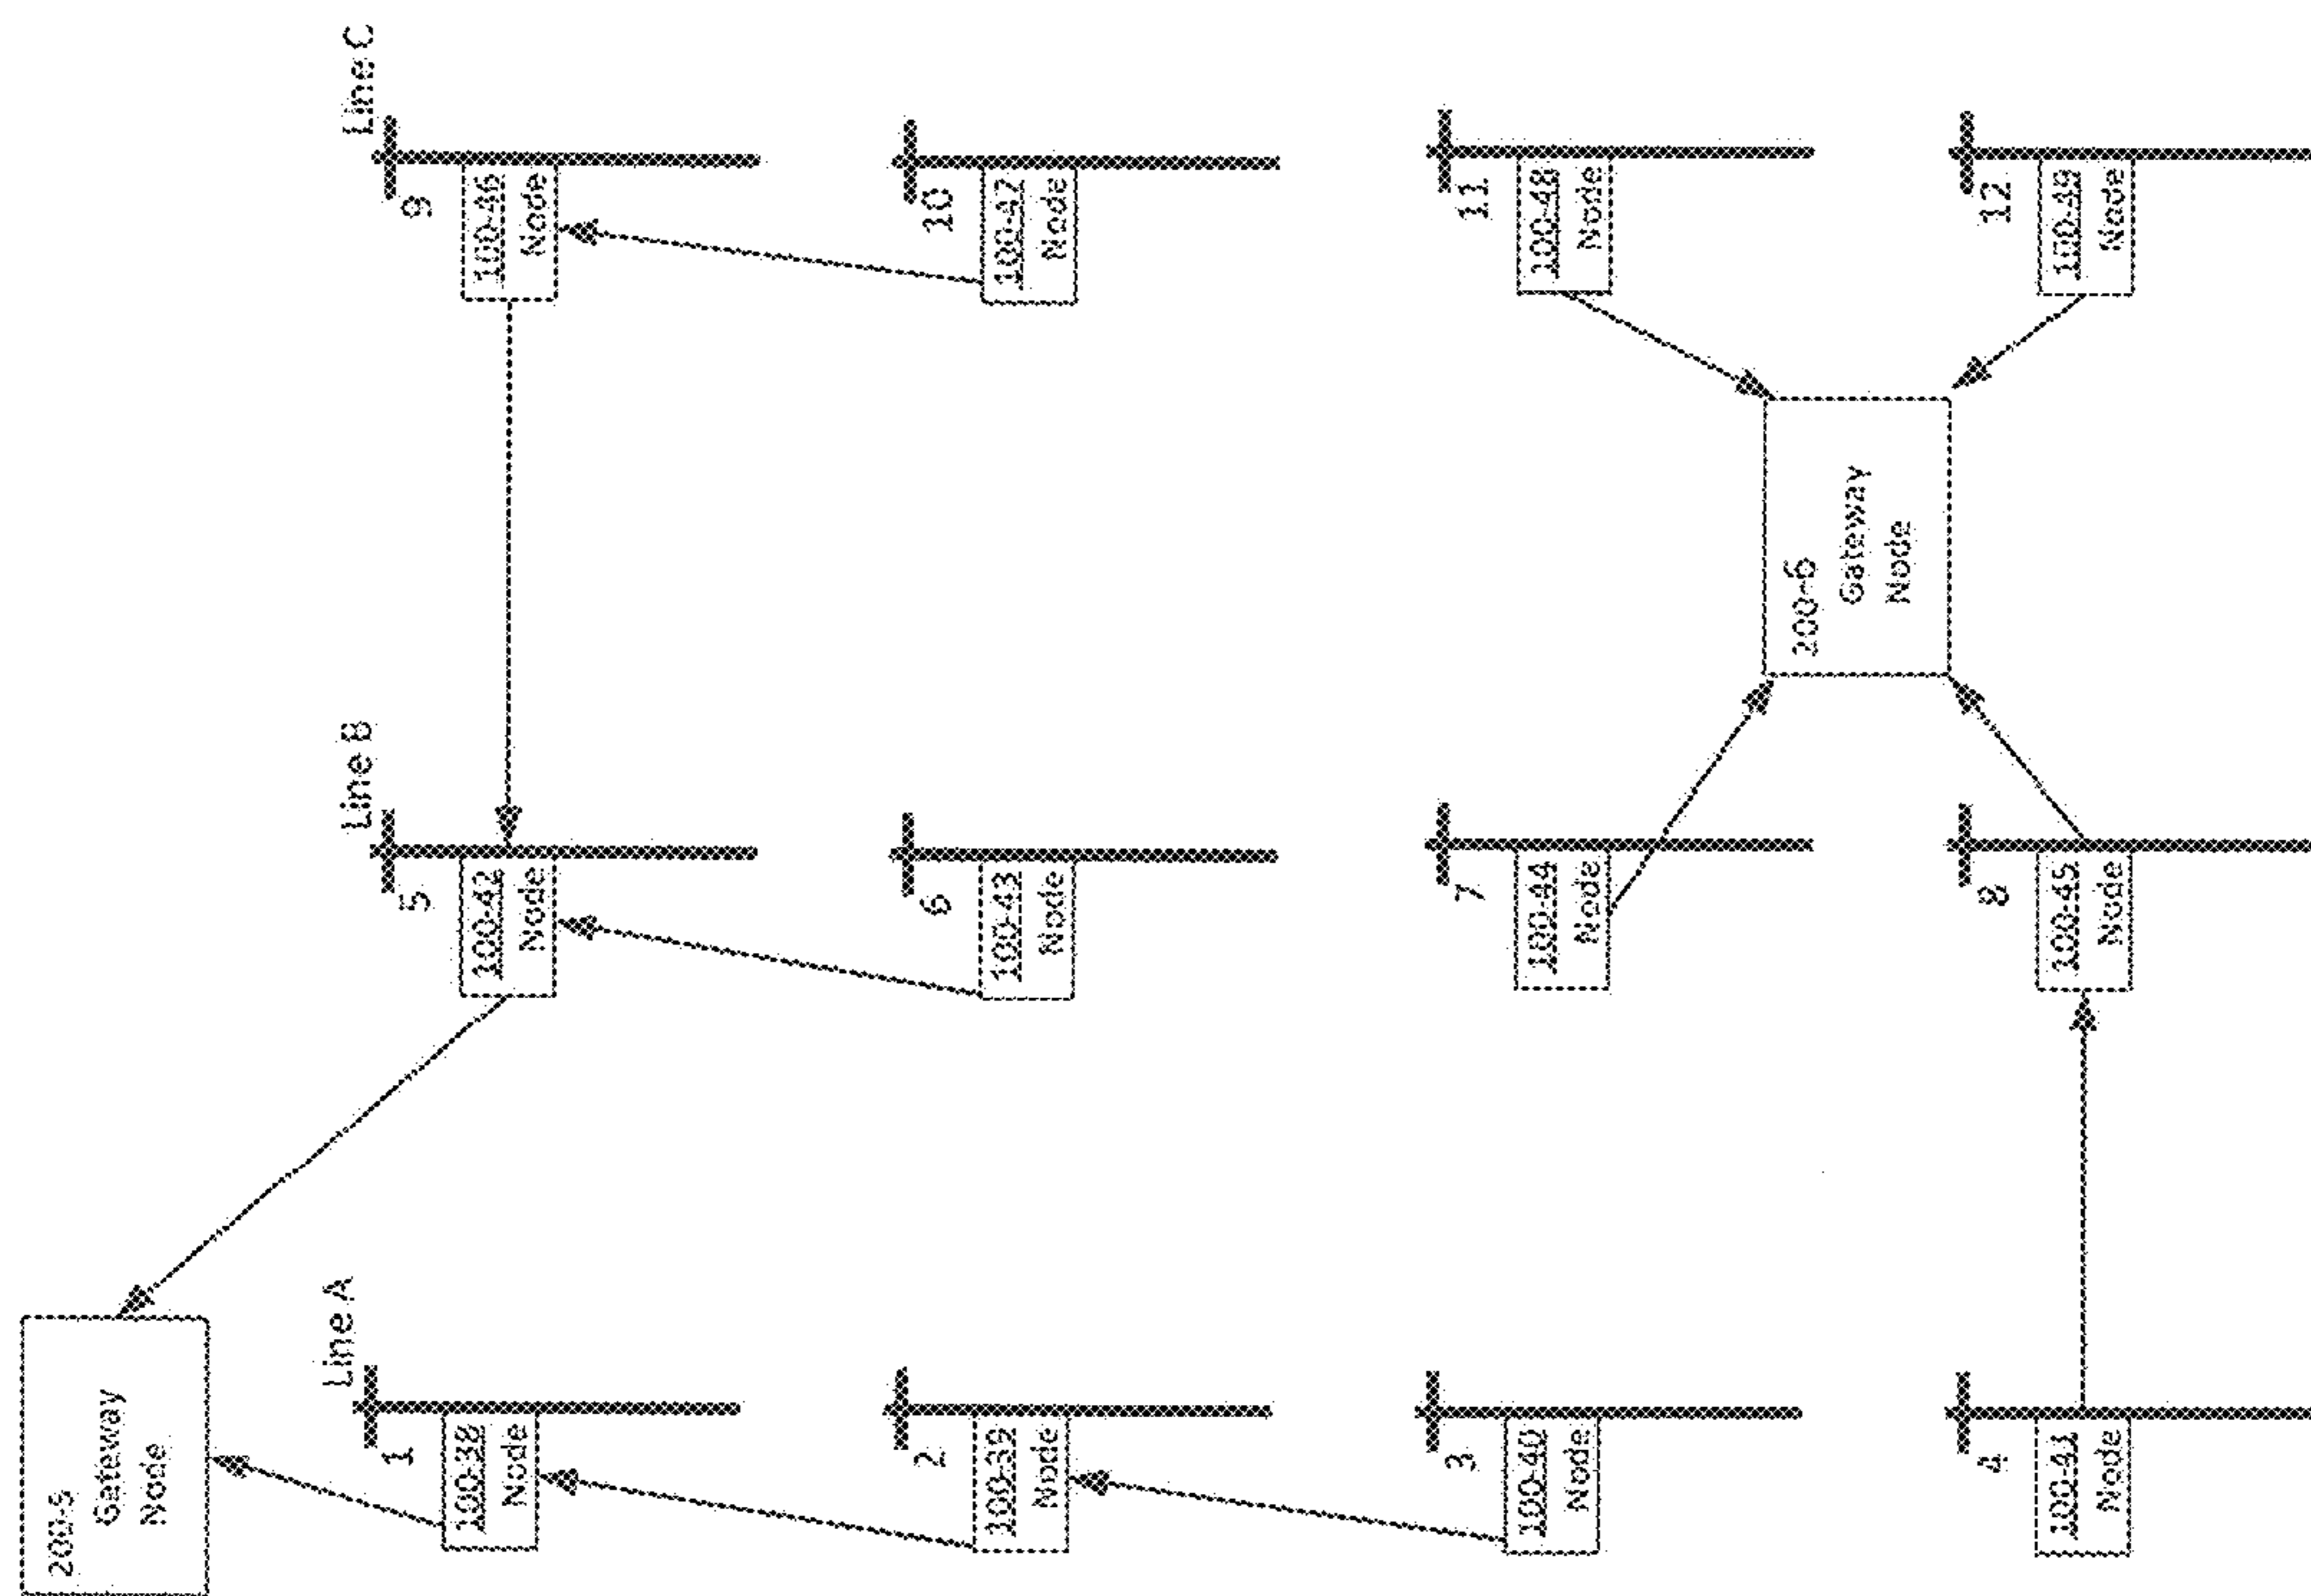 200-5
Gateway
Node
Line A
1
100-38
Node
2
100-39
Node
3
100-40
Node
4
100-41
Node
Line B
5
100-42
Node
6
100-43
Node
7
100-44
Node
8
100-45
Node
200-6
Gateway
Node
Line C
9
100-46
Node
10
100-47
Node
11
100-48
Node
12
100-49
Node